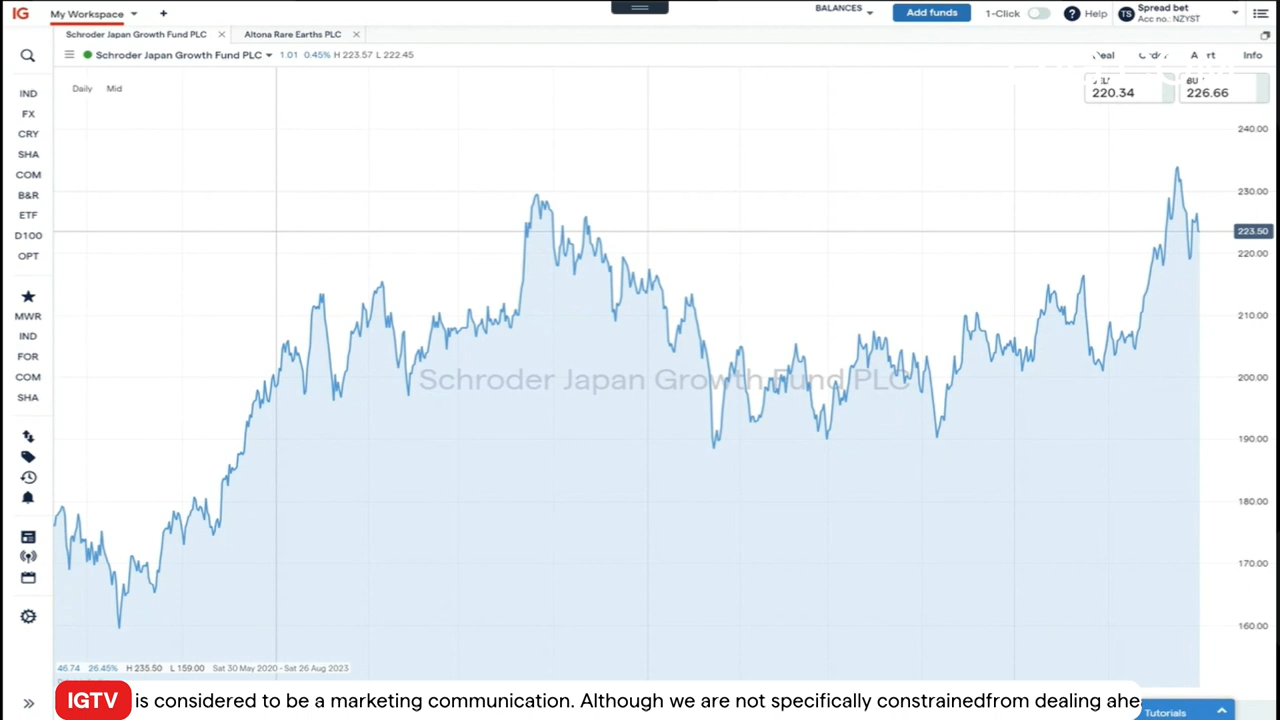 IG
My Workspace
+
BALANCES
Add funds
1-Click
Help
TS
Spread bet
Acc no.: NZYST
Schroder Japan Growth Fund PLC
Altona Rare Earths PLC
Schroder Japan Growth Fund PLC 1.01 0.45% H 223.57 L 222.45
Info
Daily Mid
220.34
226.66
IND
FX
CRY
SHA
COM
B&R
ETF
D100
OPT
MWR
IND
FOR
COM
SHA
240.00
230.00
223.50
220.00
210.00
200.00
190.00
180.00
170.00
160.00
Schroder Japan Growth Fund PLC
46.74 26.45% H 235.50 L 159.00 Sat 30 May 2020 - Sat 26 Aug 2023
IGTV is considered to be a marketing communication. Although we are not specifically constrainedfrom dealing ahe
Tutorials